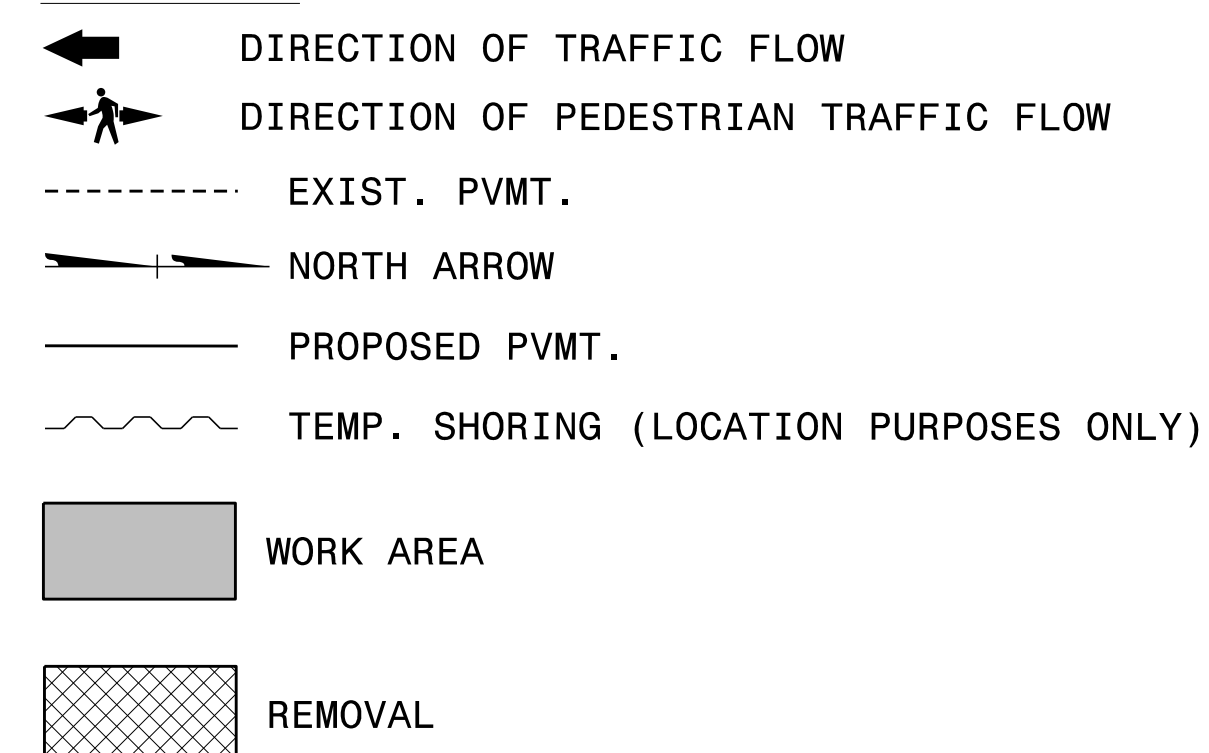 DIRECTION OF TRAFFIC FLOW
DIRECTION OF PEDESTRIAN TRAFFIC FLOW
EXIST. PVMT.
NORTH ARROW
PROPOSED PVMT.
TEMP. SHORING (LOCATION PURPOSES ONLY)
WORK AREA
REMOVAL